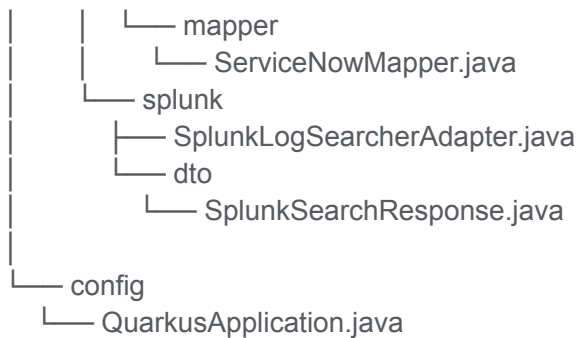 │       │   └── mapper
│       │       └── ServiceNowMapper.java
│       └── splunk
│           ├── SplunkLogSearcherAdapter.java
│           └── dto
│               └── SplunkSearchResponse.java
│
└── config
    └── QuarkusApplication.java